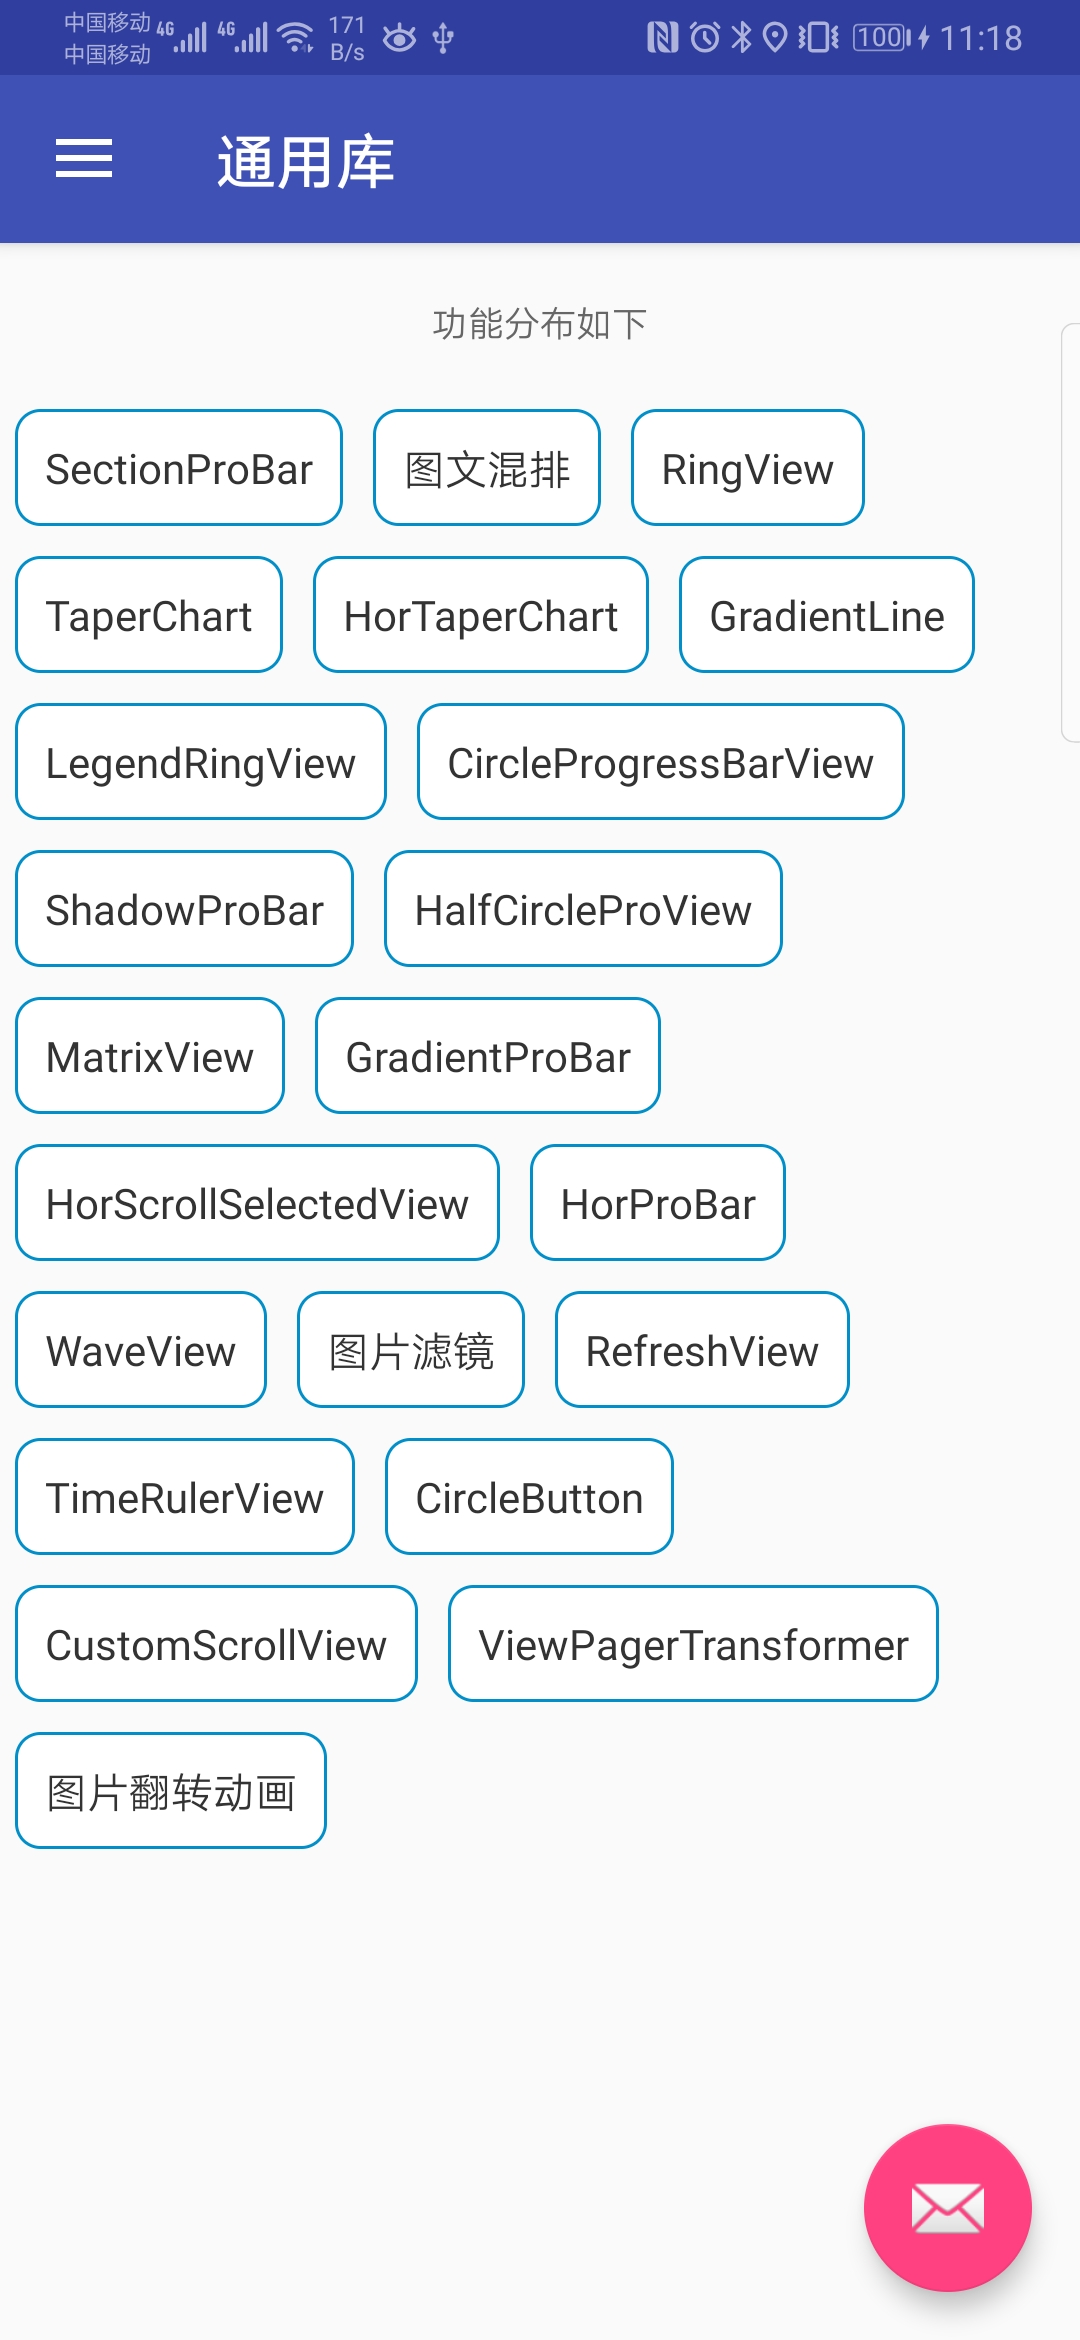 中国移动 4G 4G 171 100 11:18
中国移动 B/s
通用库
功能分布如下
SectionProBar 图文混排 RingView
TaperChart HorTaperChart GradientLine
LegendRingView CircleProgressBarView
ShadowProBar HalfCircleProView
MatrixView GradientProBar
HorScrollSelectedView HorProBar
WaveView 图片滤镜 RefreshView
TimeRulerView CircleButton
CustomScrollView ViewPagerTransformer
图片翻转动画